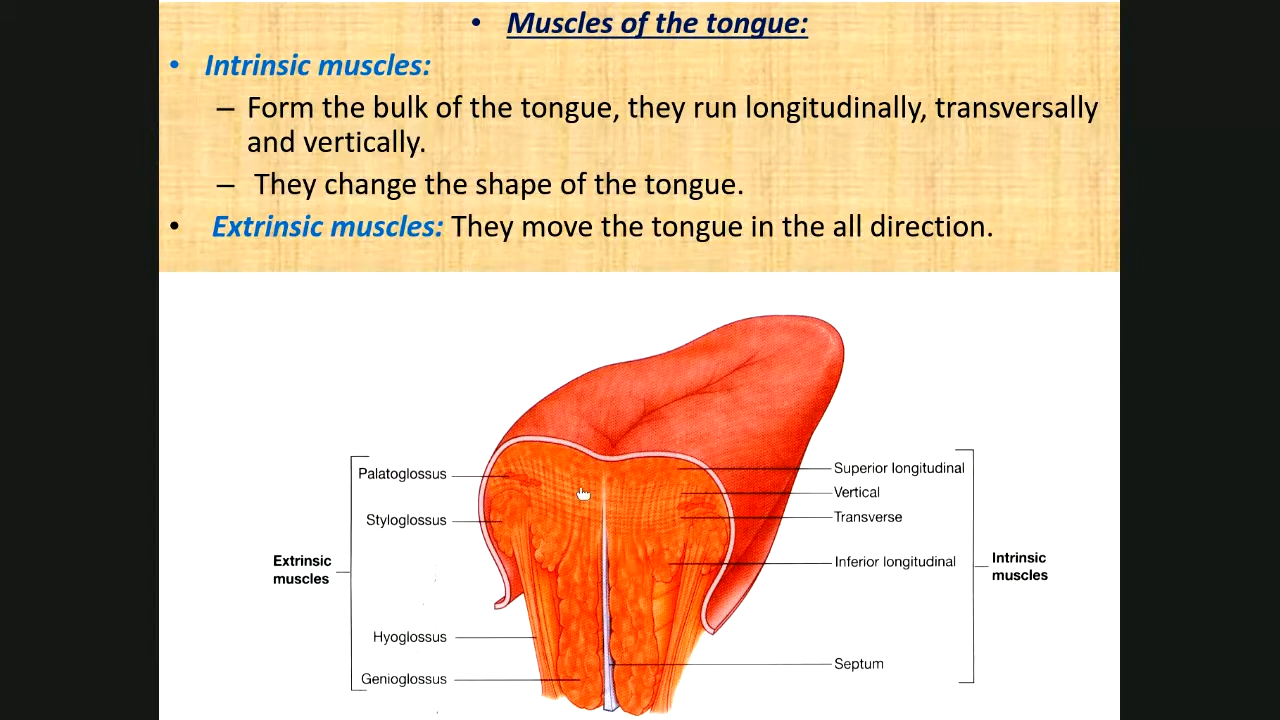 • Muscles of the tongue:
• Intrinsic muscles:
– Form the bulk of the tongue, they run longitudinally, transversally
and vertically.
– They change the shape of the tongue.
• Extrinsic muscles: They move the tongue in the all direction.
Palatoglossus
Styloglossus
Extrinsic
muscles
Hyoglossus
Genioglossus
Superior longitudinal
Vertical
Transverse
Inferior longitudinal
Intrinsic
muscles
Septum